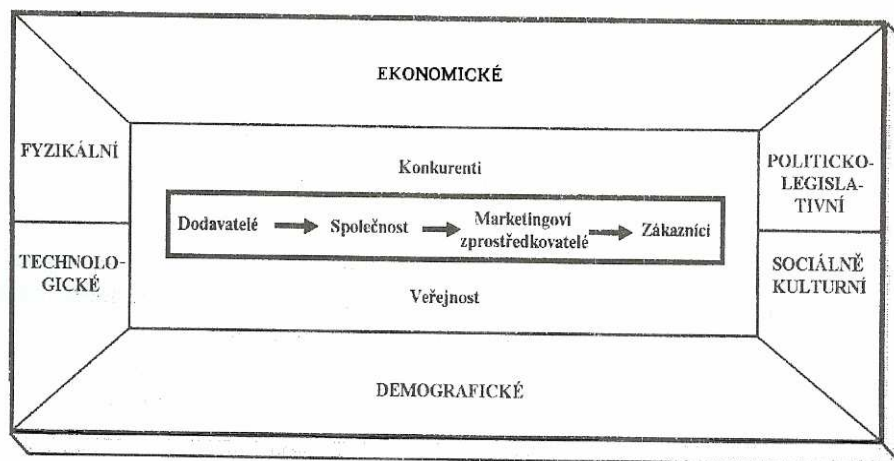 EKONOMICKÉ
FYZIKÁLNÍ
POLITICKO-
LEGISLA-
TIVNÍ
Konkurenti
Dodavatelé
Společnost
Marketingoví
zprostředkovatelé
Zákazníci
TECHNOLO-
GICKÉ
SOCIÁLNĚ
KULTURNÍ
Veřejnost
DEMOGRAFICKÉ